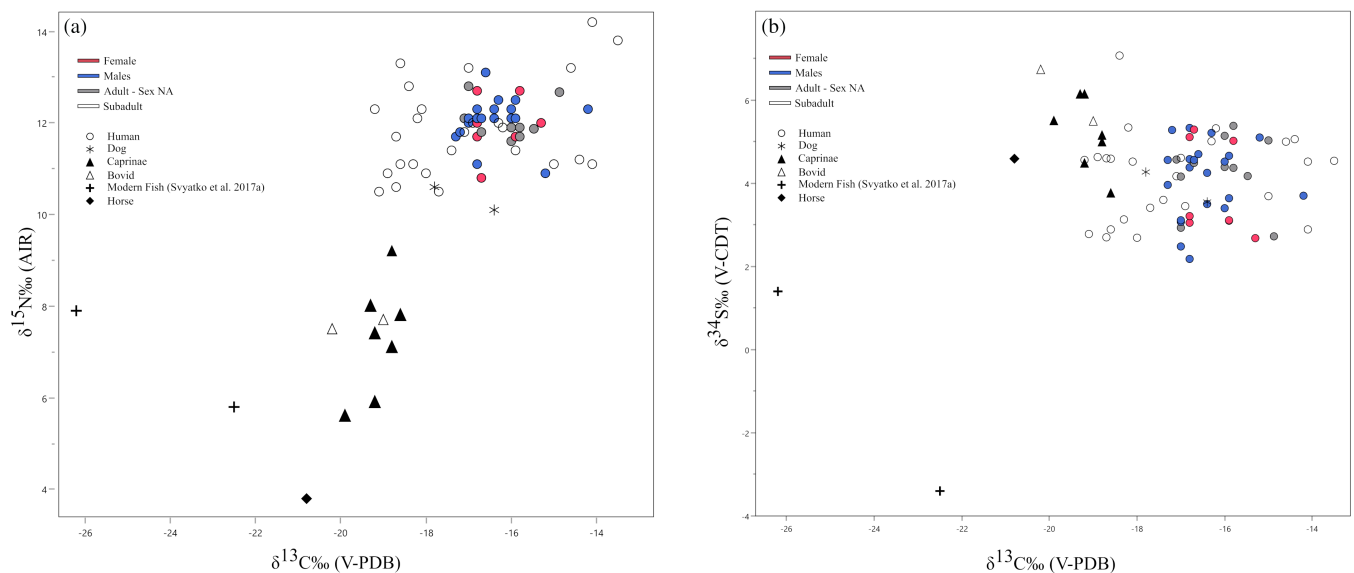 (a)
Female
Males
Adult - Sex NA
Subadult
Human
Dog
Caprinae
Bovid
Modern Fish (Svyatko et al. 2017a)
Horse
14
12
10
8
6
4
δ15N‰ (AIR)
-26
-24
-22
-20
-18
-16
-14
δ13C‰ (V-PDB)
(b)
Female
Males
Adult - Sex NA
Subadult
Human
Dog
Caprinae
Bovid
Modern Fish (Svyatko et al. 2017a)
Horse
6
4
2
0
-2
-4
δ34S‰ (V-CDT)
-26
-24
-22
-20
-18
-16
-14
δ13C‰ (V-PDB)